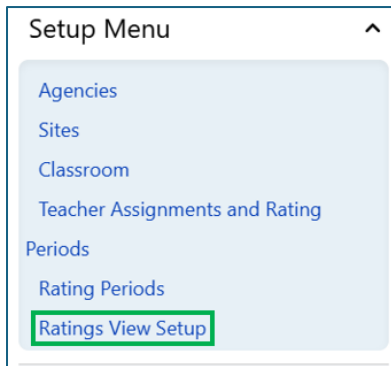 Setup Menu
Agencies
Sites
Classroom
Teacher Assignments and Rating
Periods
Rating Periods
Ratings View Setup